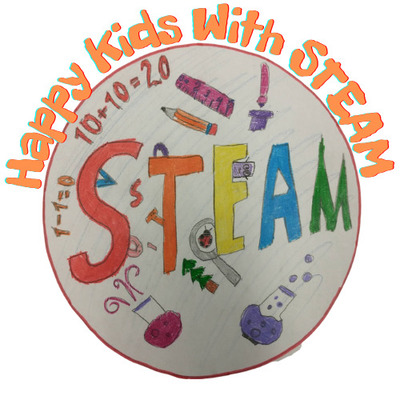 Happy Kids With STEAM
10+10=20
1-1=0
STEAM